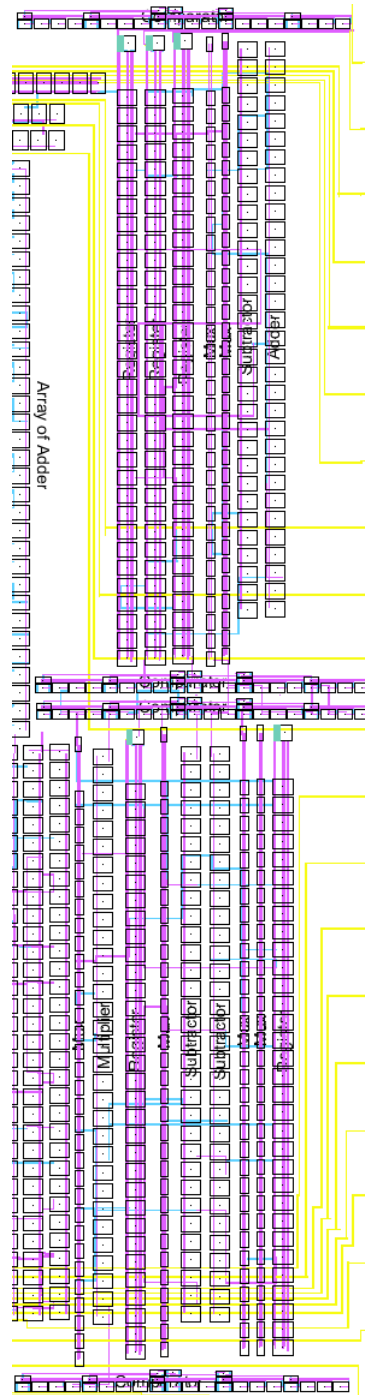 Comparator
Register
Register
Register
Mux
Mux
Subtractor
Adder
Array of Adder
Comparator
Comparator
Mux
Multiplier
Register
Mux
Subtractor
Subtractor
Mux
Mux
Register
Comparator